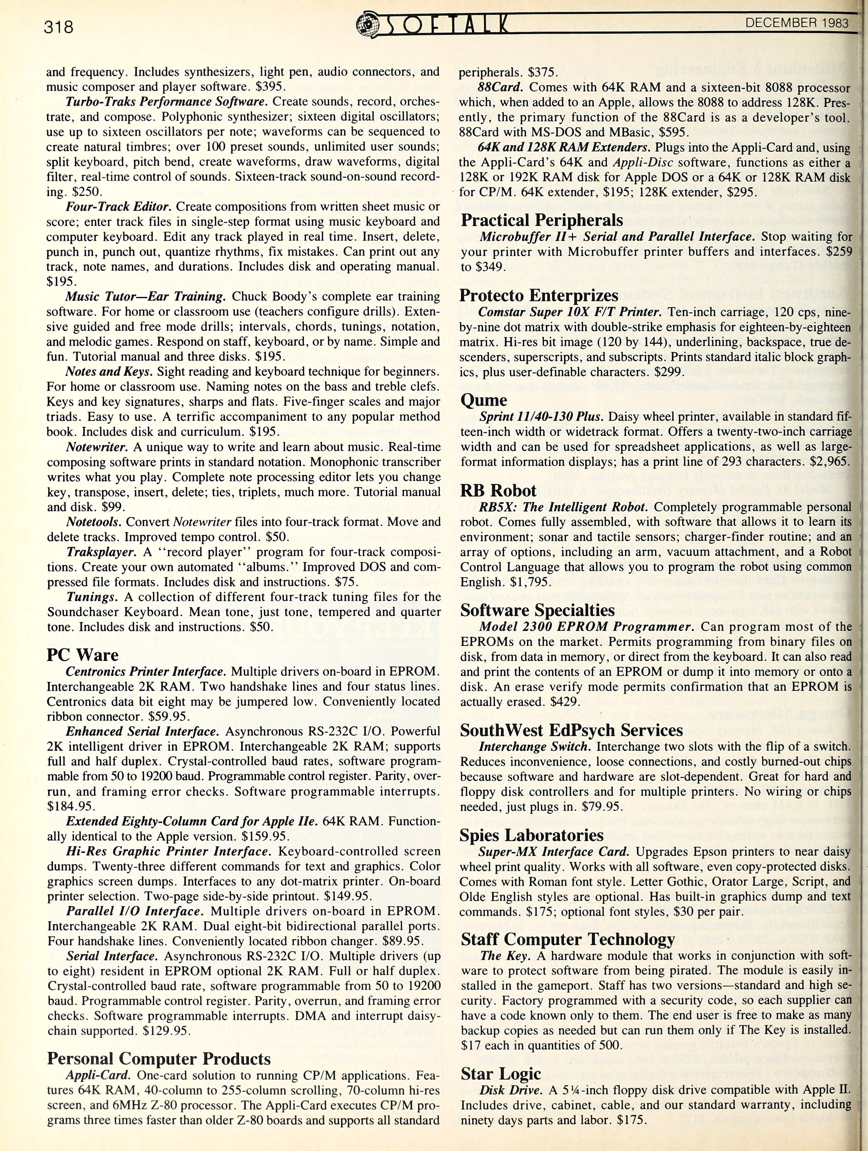 318
SOFTALK
DECEMBER 1983
and frequency. Includes synthesizers, light pen, audio connectors, and
music composer and player software. $395.
Turbo-Traks Performance Software. Create sounds, record, orches-
trate, and compose. Polyphonic synthesizer; sixteen digital oscillators;
use up to sixteen oscillators per note; waveforms can be sequenced to
create natural timbres; over 100 preset sounds, unlimited user sounds;
split keyboard, pitch bend, create waveforms, draw waveforms, digital
filter, real-time control of sounds. Sixteen-track sound-on-sound record-
ing. $250.
Four-Track Editor. Create compositions from written sheet music or
score; enter track files in single-step format using music keyboard and
computer keyboard. Edit any track played in real time. Insert, delete,
punch in, punch out, quantize rhythms, fix mistakes. Can print out any
track, note names, and durations. Includes disk and operating manual.
$195.
Music Tutor—Ear Training. Chuck Boody's complete ear training
software. For home or classroom use (teachers configure drills). Exten-
sive guided and free mode drills; intervals, chords, tunings, notation,
and melodic games. Respond on staff, keyboard, or by name. Simple and
fun. Tutorial manual and three disks. $195.
Notes and Keys. Sight reading and keyboard technique for beginners.
For home or classroom use. Naming notes on the bass and treble clefs.
Keys and key signatures, sharps and flats. Five-finger scales and major
triads. Easy to use. A terrific accompaniment to any popular method
book. Includes disk and curriculum. $195.
Notewriter. A unique way to write and learn about music. Real-time
composing software prints in standard notation. Monophonic transcriber
writes what you play. Complete note processing editor lets you change
key, transpose, insert, delete; ties, triplets, much more. Tutorial manual
and disk. $99.
Notetools. Convert Notewriter files into four-track format. Move and
delete tracks. Improved tempo control. $50.
Traksplayer. A ‘‘record player’’ program for four-track composi-
tions. Create your own automated ‘‘albums.’’ Improved DOS and com-
pressed file formats. Includes disk and instructions. $75.
Tunings. A collection of different four-track tuning files for the
Soundchaser Keyboard. Mean tone, just tone, tempered and quarter
tone. Includes disk and instructions. $50.
PC Ware
Centronics Printer Interface. Multiple drivers on-board in EPROM.
Interchangeable 2K RAM. Two handshake lines and four status lines.
Centronics data bit eight may be jumpered low. Conveniently located
ribbon connector. $59.95.
Enhanced Serial Interface. Asynchronous RS-232C I/O. Powerful
2K intelligent driver in EPROM. Interchangeable 2K RAM; supports
full and half duplex. Crystal-controlled baud rates, software program-
mable from 50 to 19200 baud. Programmable control register. Parity, over-
run, and framing error checks. Software programmable interrupts.
$184.95.
Extended Eighty-Column Card for Apple IIe. 64K RAM. Function-
ally identical to the Apple version. $159.95.
Hi-Res Graphic Printer Interface. Keyboard-controlled screen
dumps. Twenty-three different commands for text and graphics. Color
graphics screen dumps. Interfaces to any dot-matrix printer. On-board
printer selection. Two-page side-by-side printout. $149.95.
Parallel I/O Interface. Multiple drivers on-board in EPROM.
Interchangeable 2K RAM. Dual eight-bit bidirectional parallel ports.
Four handshake lines. Conveniently located ribbon changer. $89.95.
Serial Interface. Asynchronous RS-232C I/O. Multiple drivers (up
to eight) resident in EPROM optional 2K RAM. Full or half duplex.
Crystal-controlled baud rate, software programmable from 50 to 19200
baud. Programmable control register. Parity, overrun, and framing error
checks. Software programmable interrupts. DMA and interrupt daisy-
chain supported. $129.95.
Personal Computer Products
Appli-Card. One-card solution to running CP/M applications. Fea-
tures 64K RAM, 40-column to 255-column scrolling, 70-column hi-res
screen, and 6MHz Z-80 processor. The Appli-Card executes CP/M pro-
grams three times faster than older Z-80 boards and supports all standard
peripherals. $375.
88Card. Comes with 64K RAM and a sixteen-bit 8088 processor
which, when added to an Apple, allows the 8088 to address 128K. Pres-
ently, the primary function of the 88Card is as a developer's tool.
88Card with MS-DOS and MBasic, $595.
64K and 128K RAM Extenders. Plugs into the Appli-Card and, using
the Appli-Card's 64K and Appli-Disc software, functions as either a
128K or 192K RAM disk for Apple DOS or a 64K or 128K RAM disk
for CP/M. 64K extender, $195; 128K extender, $295.
Practical Peripherals
Microbuffer II+ Serial and Parallel Interface. Stop waiting for
your printer with Microbuffer printer buffers and interfaces. $259
to $349.
Protecto Enterprizes
Comstar Super 10X F/T Printer. Ten-inch carriage, 120 cps, nine-
by-nine dot matrix with double-strike emphasis for eighteen-by-eighteen
matrix. Hi-res bit image (120 by 144), underlining, backspace, true de-
scenders, superscripts, and subscripts. Prints standard italic block graph-
ics, plus user-definable characters. $299.
Qume
Sprint 11/40-130 Plus. Daisy wheel printer, available in standard fif-
teen-inch width or widetrack format. Offers a twenty-two-inch carriage
width and can be used for spreadsheet applications, as well as large-
format information displays; has a print line of 293 characters. $2,965.
RB Robot
RB5X: The Intelligent Robot. Completely programmable personal
robot. Comes fully assembled, with software that allows it to learn its
environment; sonar and tactile sensors; charger-finder routine; and an
array of options, including an arm, vacuum attachment, and a Robot
Control Language that allows you to program the robot using common
English. $1,795.
Software Specialties
Model 2300 EPROM Programmer. Can program most of the
EPROMs on the market. Permits programming from binary files on
disk, from data in memory, or direct from the keyboard. It can also read
and print the contents of an EPROM or dump it into memory or onto a
disk. An erase verify mode permits confirmation that an EPROM is
actually erased. $429.
SouthWest EdPsych Services
Interchange Switch. Interchange two slots with the flip of a switch.
Reduces inconvenience, loose connections, and costly burned-out chips
because software and hardware are slot-dependent. Great for hard and
floppy disk controllers and for multiple printers. No wiring or chips
needed, just plugs in. $79.95.
Spies Laboratories
Super-MX Interface Card. Upgrades Epson printers to near daisy
wheel print quality. Works with all software, even copy-protected disks.
Comes with Roman font style. Letter Gothic, Orator Large, Script, and
Olde English styles are optional. Has built-in graphics dump and text
commands. $175; optional font styles, $30 per pair.
Staff Computer Technology
The Key. A hardware module that works in conjunction with soft-
ware to protect software from being pirated. The module is easily in-
stalled in the gameport. Staff has two versions—standard and high se-
curity. Factory programmed with a security code, so each supplier can
have a code known only to them. The end user is free to make as many
backup copies as needed but can run them only if The Key is installed.
$17 each in quantities of 500.
Star Logic
Disk Drive. A 5¼-inch floppy disk drive compatible with Apple II.
Includes drive, cabinet, cable, and our standard warranty, including
ninety days parts and labor. $175.